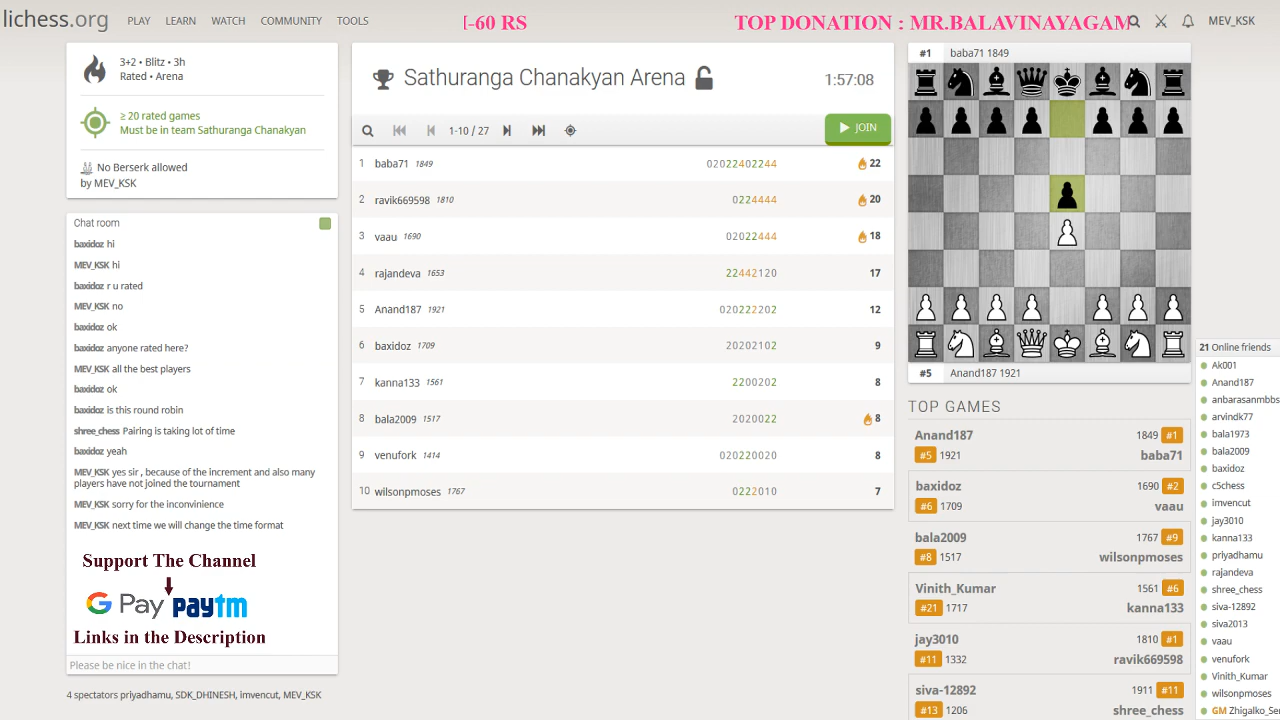 lichess.org PLAY LEARN WATCH COMMUNITY TOOLS
-60 RS TOP DONATION : MR.BALAVINAYAGAM
MEV_KSK
3+2 • Blitz • 3h
Rated • Arena
≥ 20 rated games
Must be in team Sathuranga Chanakyan
No Berserk allowed
by MEV_KSK
Chat room
baxidoz hi
MEV_KSK hi
baxidoz r u rated
MEV_KSK no
baxidoz ok
baxidoz anyone rated here?
MEV_KSK all the best players
baxidoz ok
baxidoz is this round robin
shree_chess Pairing is taking lot of time
baxidoz yeah
MEV_KSK yes sir , because of the increment and also many
players have not joined the tournament
MEV_KSK sorry for the inconvinience
MEV_KSK next time we will change the time format
Support The Channel
G Pay paytm
Links in the Description
Please be nice in the chat!
4 spectators priyadhamu, SDK_DHINESH, imvencut, MEV_KSK
Sathuranga Chanakyan Arena 1:57:08
1-10 / 27 JOIN
1 baba71 1849 02022402244 22
2 ravik669598 1810 0224444 20
3 vaau 1690 02022444 18
4 rajandeva 1653 22442120 17
5 Anand187 1921 020222202 12
6 baxidoz 1709 20202102 9
7 kanna133 1561 2200202 8
8 bala2009 1517 2020022 8
9 venufork 1414 020220020 8
10 wilsonpmoses 1767 0222010 7
#1 baba71 1849
#5 Anand187 1921
TOP GAMES
Anand187 1849 #1
#5 1921 baba71
baxidoz 1690 #2
#6 1709 vaau
bala2009 1767 #9
#8 1517 wilsonpmoses
Vinith_Kumar 1561 #6
#21 1717 kanna133
jay3010 1810 #1
#11 1332 ravik669598
siva-12892 1911 #11
#13 1206 shree_chess
21 Online friends
Ak001
Anand187
anbarasanmbbs
arvindk77
bala1973
bala2009
baxidoz
c5chess
imvencut
jay3010
kanna133
priyadhamu
rajandeva
shree_chess
siva-12892
siva2013
vaau
venufork
Vinith_Kumar
wilsonpmoses
GM Zhigalko_Se